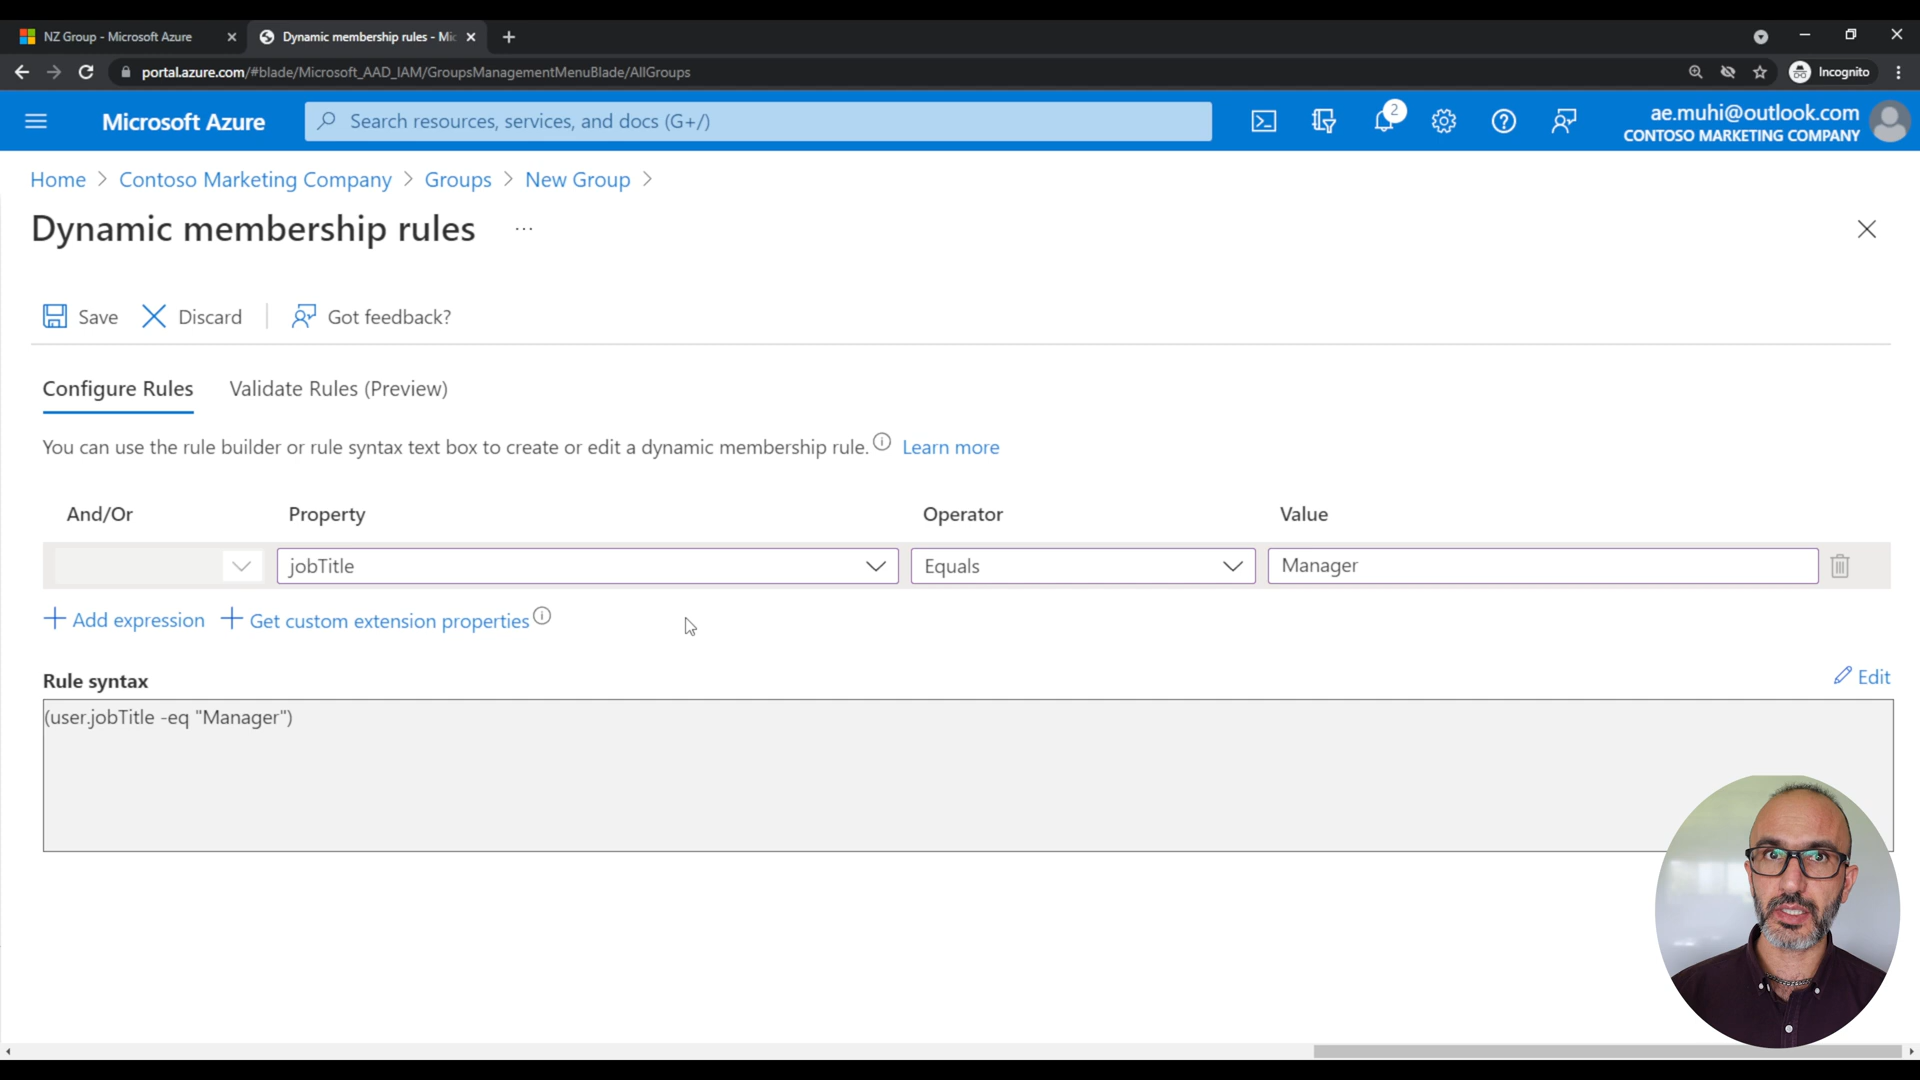 NZ Group - Microsoft Azure
Dynamic membership rules - Mic
portal.azure.com/#blade/Microsoft_AAD_IAM/GroupsManagementMenuBlade/AllGroups
Incognito
Microsoft Azure
Search resources, services, and docs (G+/)
2
ae.muhi@outlook.com
CONTOSO MARKETING COMPANY
Home > Contoso Marketing Company > Groups > New Group >
Dynamic membership rules ...
Save Discard Got feedback?
Configure Rules Validate Rules (Preview)
You can use the rule builder or rule syntax text box to create or edit a dynamic membership rule. Learn more
And/Or Property Operator Value
jobTitle Equals Manager
+ Add expression + Get custom extension properties
Rule syntax
Edit
(user.jobTitle -eq "Manager")